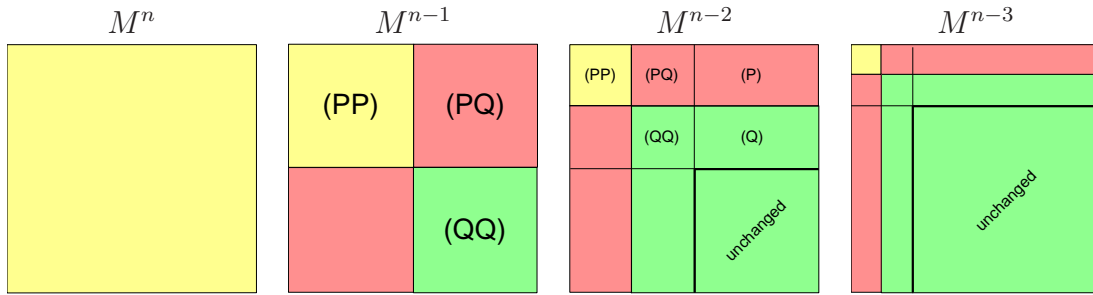 M^n M^{n-1} M^{n-2} M^{n-3}
(PP) (PQ)
(QQ)
(PP) (PQ) (P)
(QQ) (Q)
unchanged
unchanged